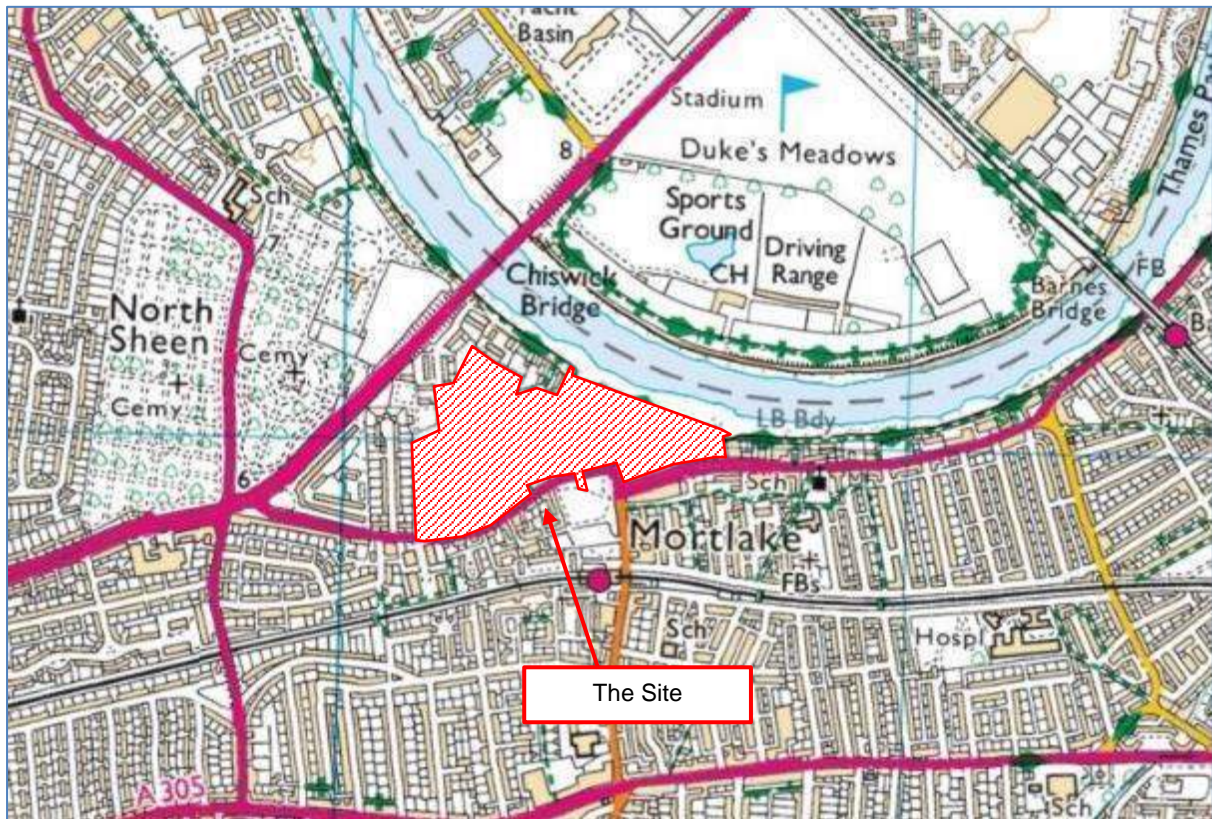 Yacht
Basin
Stadium
8
Duke's Meadows
Thames Pa
Sch
Sports
Ground
7
Driving
Range
CH
Chiswick
Bridge
FB
Barnes
Bridge
B
North
Sheen
Cemy
Cemy
LB Bdy
6
Sch
Mortlake
FBs
Sch
Hospl
The Site
A 305
Sch